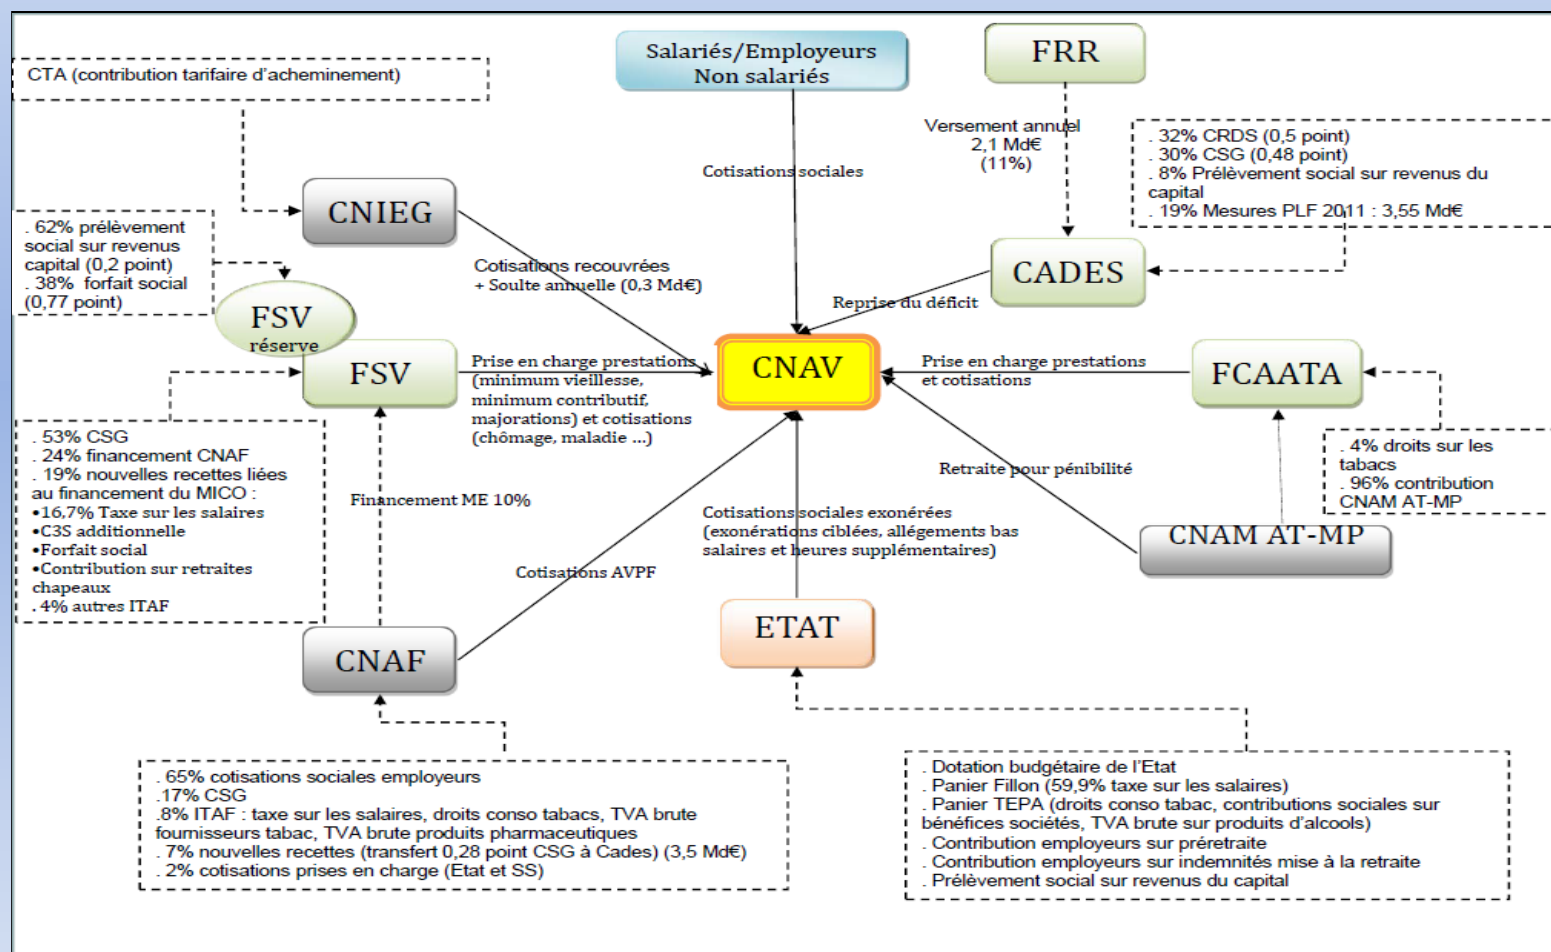 CTA (contribution tarifaire d'acheminement)
Salariés/Employeurs
Non salariés
FRR
Versement annuel
2,1 Md€
(11%)
. 32% CRDS (0,5 point)
. 30% CSG (0,48 point)
. 8% Prélèvement social sur revenus du
capital
. 19% Mesures PLF 2011 : 3,55 Md€
Cotisations sociales
CNIEG
. 62% prélèvement
social sur revenus
capital (0,2 point)
. 38% forfait social
(0,77 point)
Cotisations recouvrées
+ Soulte annuelle (0,3 Md€)
CADES
Reprise du déficit
FSV
réserve
FSV
Prise en charge prestations
(minimum vieillesse,
minimum contributif,
majorations) et cotisations
(chômage, maladie ...)
CNAV
Prise en charge prestations
et cotisations
FCAATA
. 53% CSG
. 24% financement CNAF
. 19% nouvelles recettes liées
au financement du MICO :
•16,7% Taxe sur les salaires
•C3S additionnelle
•Forfait social
•Contribution sur retraites
chapeaux
. 4% autres ITAF
Financement ME 10%
Retraite pour pénibilité
. 4% droits sur les
tabacs
. 96% contribution
CNAM AT-MP
CNAM AT-MP
Cotisations sociales exonérées
(exonérations ciblées, allégements bas
salaires et heures supplémentaires)
Cotisations AVPF
CNAF
ETAT
. 65% cotisations sociales employeurs
.17% CSG
.8% ITAF : taxe sur les salaires, droits conso tabacs, TVA brute
fournisseurs tabac, TVA brute produits pharmaceutiques
. 7% nouvelles recettes (transfert 0,28 point CSG à Cades) (3,5 Md€)
. 2% cotisations prises en charge (Etat et SS)
. Dotation budgétaire de l'Etat
. Panier Fillon (59,9% taxe sur les salaires)
. Panier TEPA (droits conso tabac, contributions sociales sur
bénéfices sociétés, TVA brute sur produits d'alcools)
. Contribution employeurs sur préretraite
. Contribution employeurs sur indemnités mise à la retraite
. Prélèvement social sur revenus du capital